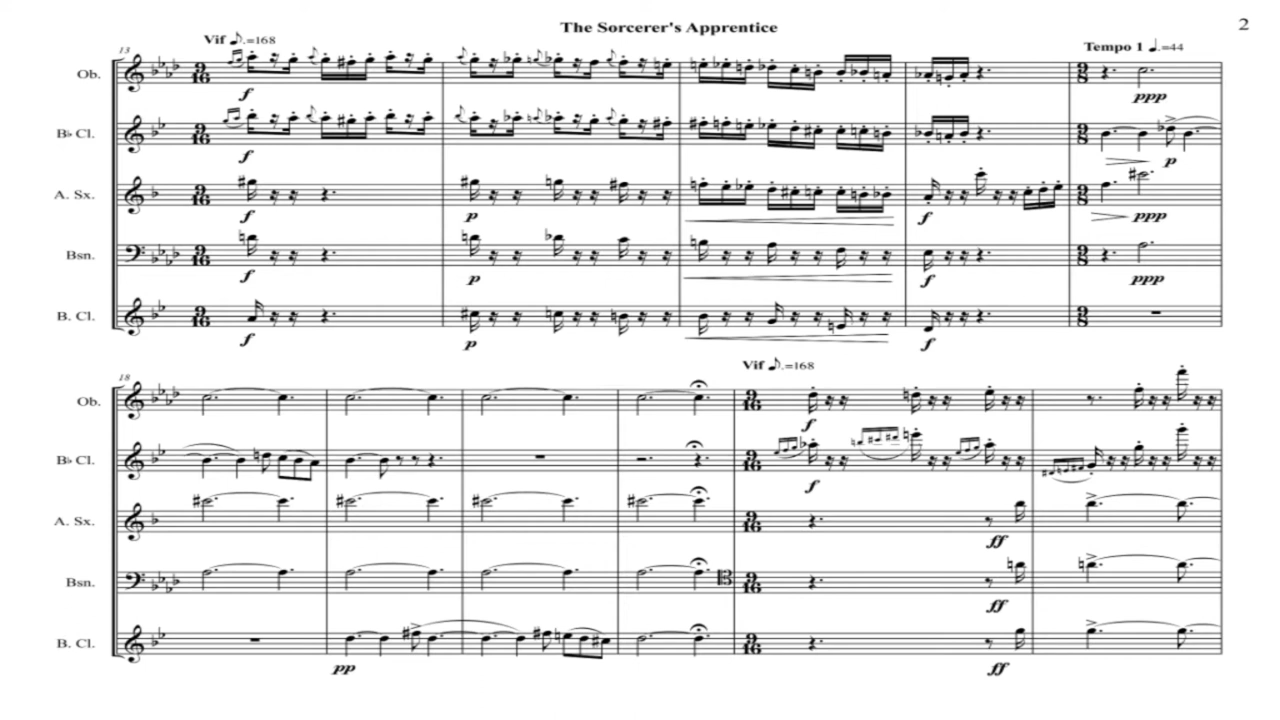 The Sorcerer's Apprentice
2
Vif ♪.=168
Tempo 1 ♩.=44
13
Ob.
f
ppp
B♭ Cl.
f
p
A. Sx.
f p f ppp
Bsn.
f p f ppp
B. Cl.
f p f
Vif ♪.=168
18
Ob.
f
B♭ Cl.
f
A. Sx.
ff
Bsn.
ff
B. Cl.
pp ff